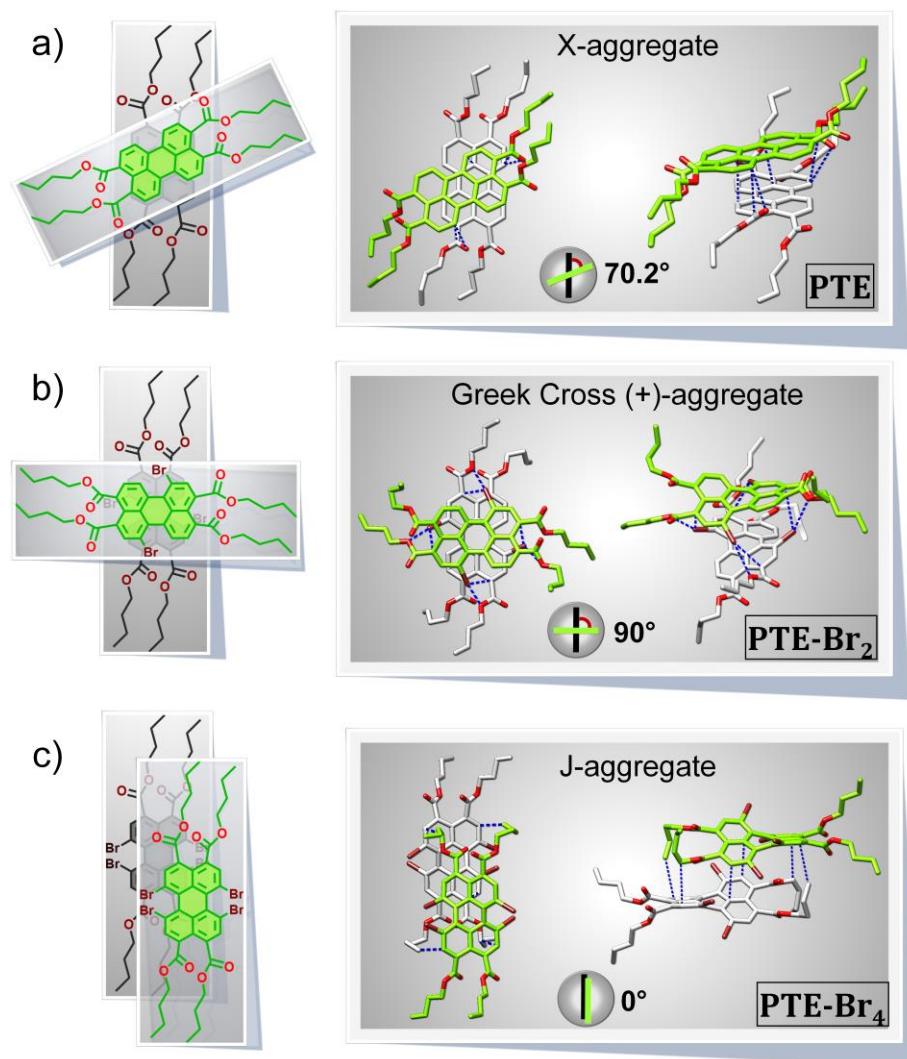 a)
X-aggregate
O O O O
O O O O
O O O O
70.2°
PTE
b)
Greek Cross (+)-aggregate
O O
O O
Br
O O O O
Br Br
O O O O
Br
O O O O
90°
PTE-Br₂
c)
J-aggregate
O O
O O
O O
Br Br
Br Br
Br Br
O O
O O
0°
PTE-Br₄